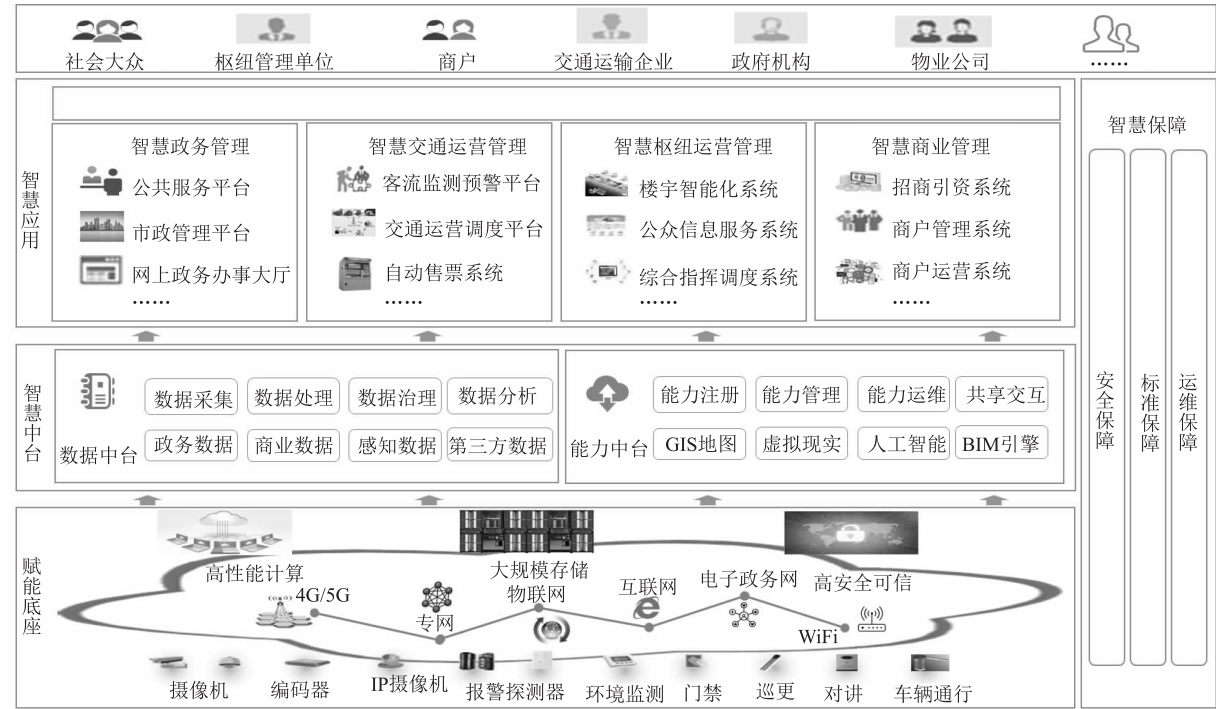 社会大众
枢纽管理单位
商户
交通运输企业
政府机构
物业公司
……
智慧应用
智慧政务管理
公共服务平台
市政管理平台
网上政务办事大厅
……
智慧交通运营管理
客流监测预警平台
交通运营调度平台
自动售票系统
……
智慧枢纽运营管理
楼宇智能化系统
公众信息服务系统
综合指挥调度系统
……
智慧商业管理
招商引资系统
商户管理系统
商户运营系统
……
智慧中台
数据中台
数据采集
数据处理
数据治理
数据分析
政务数据
商业数据
感知数据
第三方数据
能力中台
能力注册
能力管理
能力运维
共享交互
GIS地图
虚拟现实
人工智能
BIM引擎
赋能底座
高性能计算
大规模存储
高安全可信
4G/5G
专网
物联网
互联网
电子政务网
WiFi
摄像机
编码器
IP摄像机
报警探测器
环境监测
门禁
巡更
对讲
车辆通行
智慧保障
安全保障
标准保障
运维保障